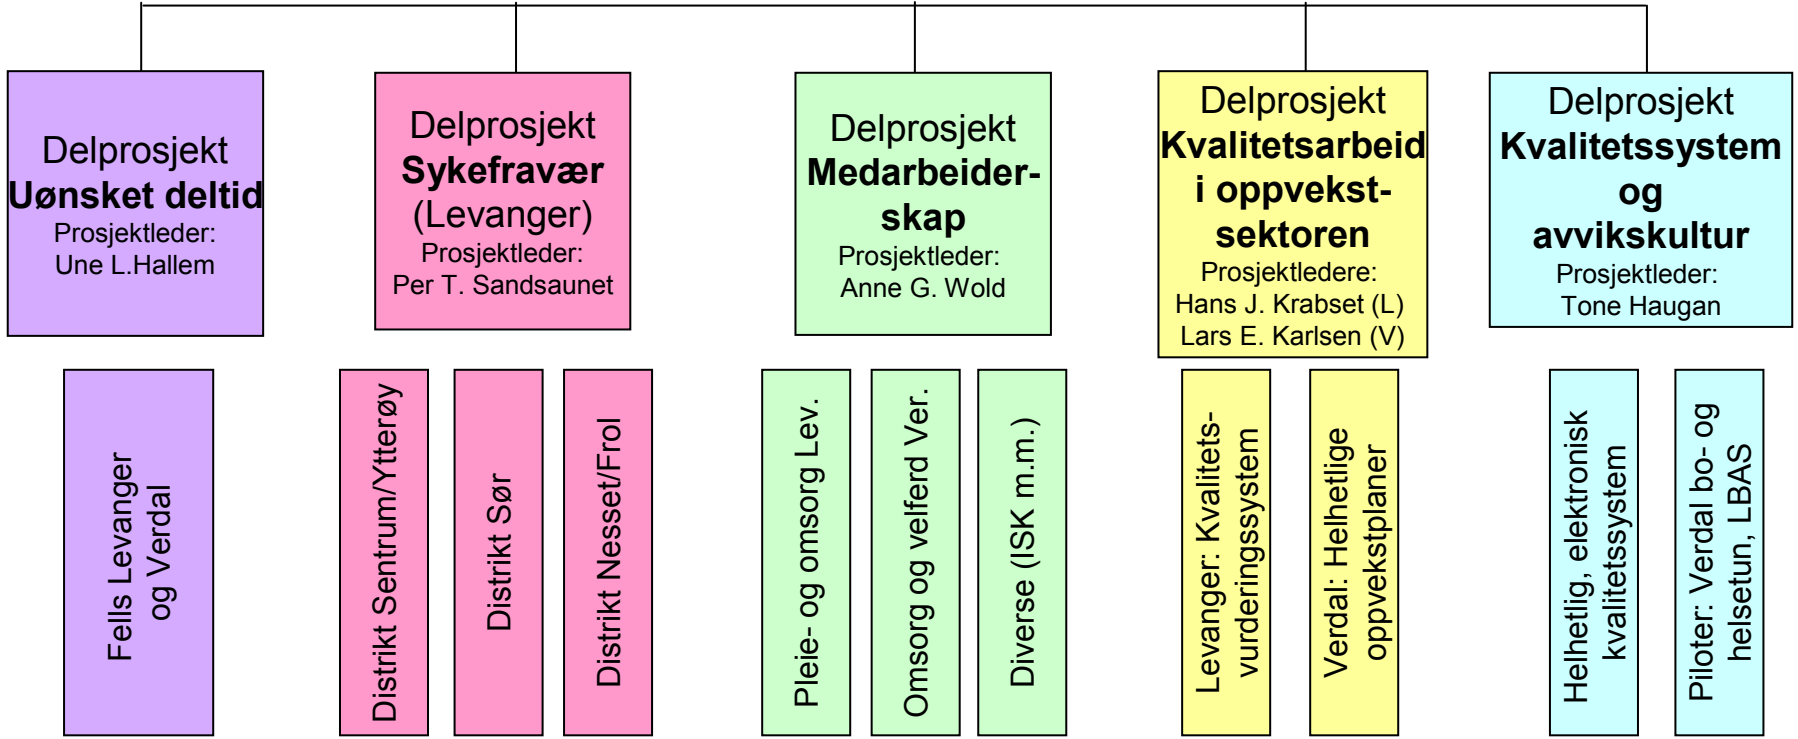 Delprosjekt
Uønsket deltid
Prosjektleder:
Une L.Hallem
Delprosjekt
Sykefravær
(Levanger)
Prosjektleder:
Per T. Sandsaunet
Delprosjekt
Medarbeider-
skap
Prosjektleder:
Anne G. Wold
Delprosjekt
Kvalitetsarbeid
i oppvekst-
sektoren
Prosjektledere:
Hans J. Krabset (L)
Lars E. Karlsen (V)
Delprosjekt
Kvalitetssystem
og
avvikskultur
Prosjektleder:
Tone Haugan
Fells Levanger
og Verdal
Distrikt Sentrum/Ytterøy
Distrikt Sør
Distrikt Nesset/Frol
Pleie- og omsorg Lev.
Omsorg og velferd Ver.
Diverse (ISK m.m.)
Levanger: Kvalitets-
vurderingssystem
Verdal: Helhetlige
oppvekstplaner
Helhetlig, elektronisk
kvalitetssystem
Piloter: Verdal bo- og
helsetun, LBAS